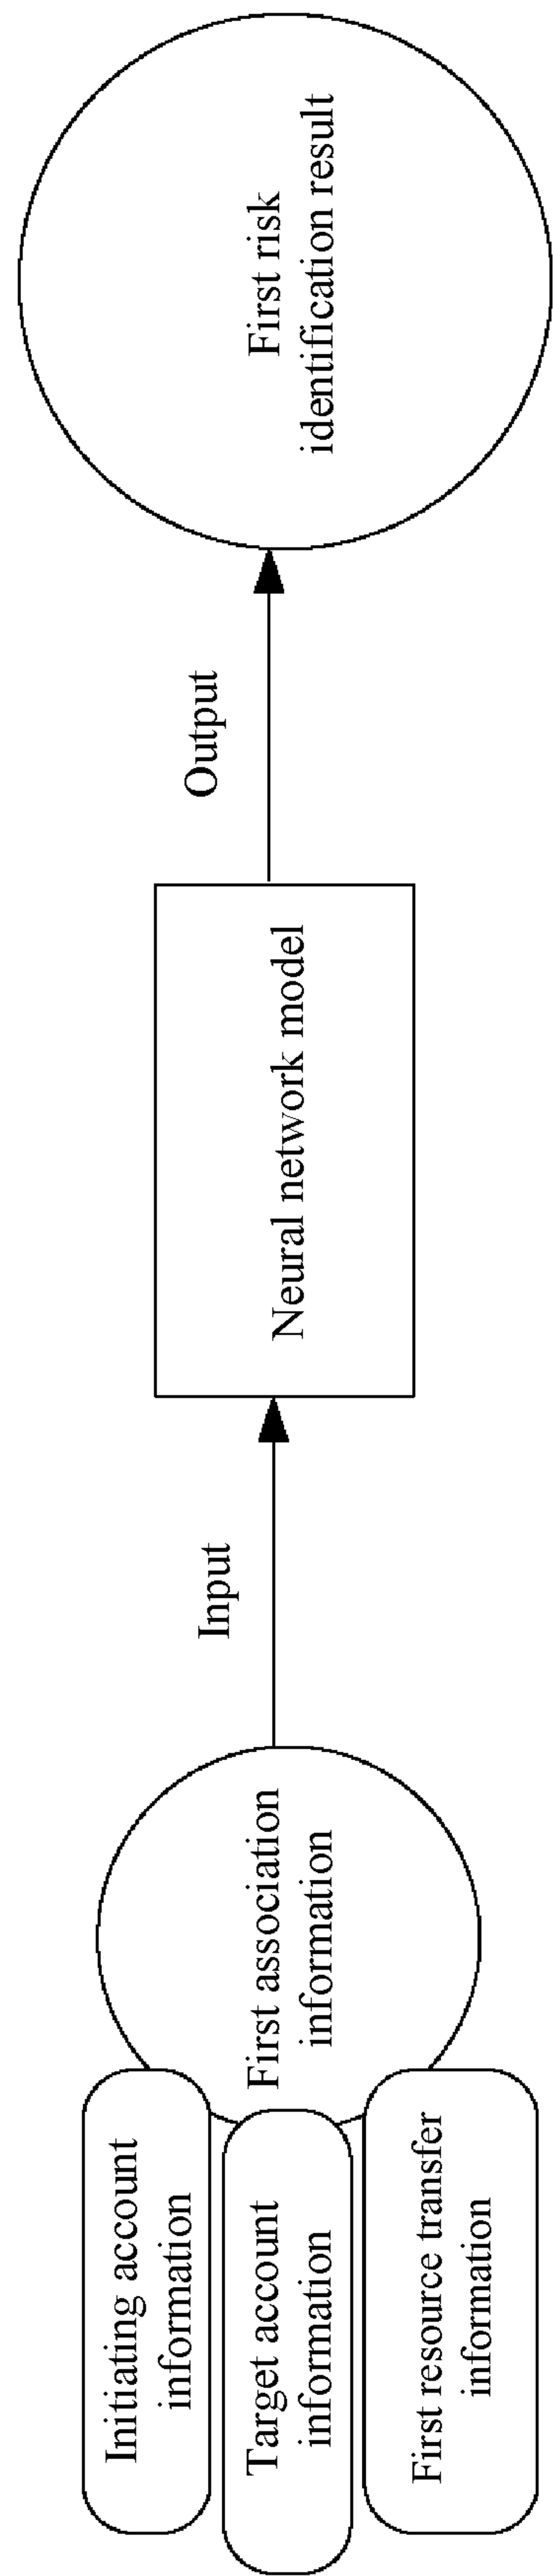 Initiating account
information
Target account
information
First resource transfer
information
First association
information
Input
Neural network model
Output
First risk
identification result